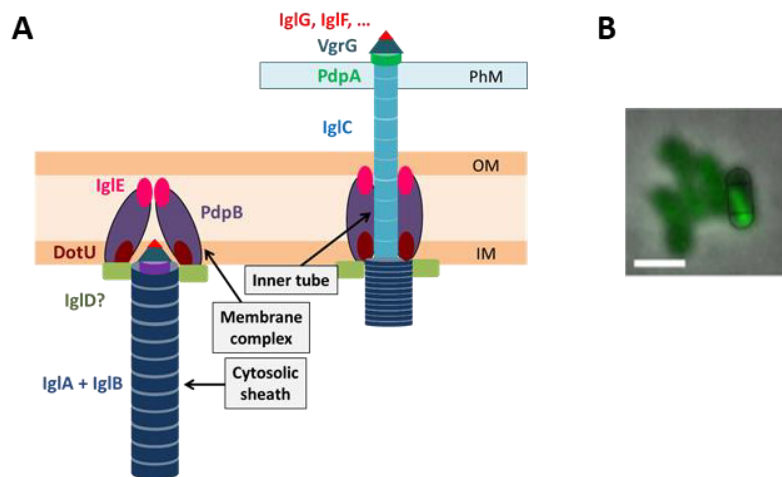 A
B
IglG, IglF, ...
VgrG
PdpA
PhM
IglC
OM
IglE
PdpB
DotU
IM
Inner tube
IglD?
Membrane
complex
IglA + IglB
Cytosolic
sheath